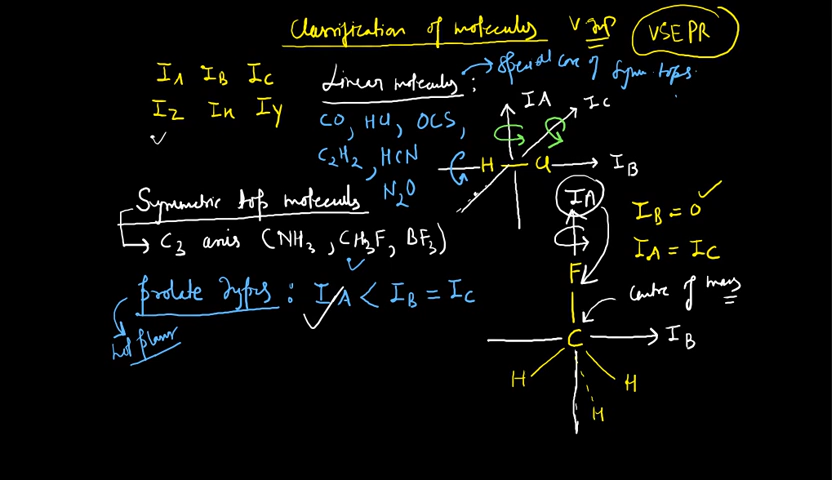 Classification of molecules
VSEPR
I_A I_B I_C
I_Z I_x I_y
Linear molecules : → Special case of Symm. tops.
CO, HCl, OCS,
C2H2, HCN
N2O
I_A
I_C
H Cl
I_B
Symmetric top molecules
→ C3 axis (NH3, CH3F, BF3)
Prolate types : I_A < I_B = I_C
Not planar
I_A
I_B = 0
I_A = I_C
F
Centre of mass
C
I_B
H
H
H